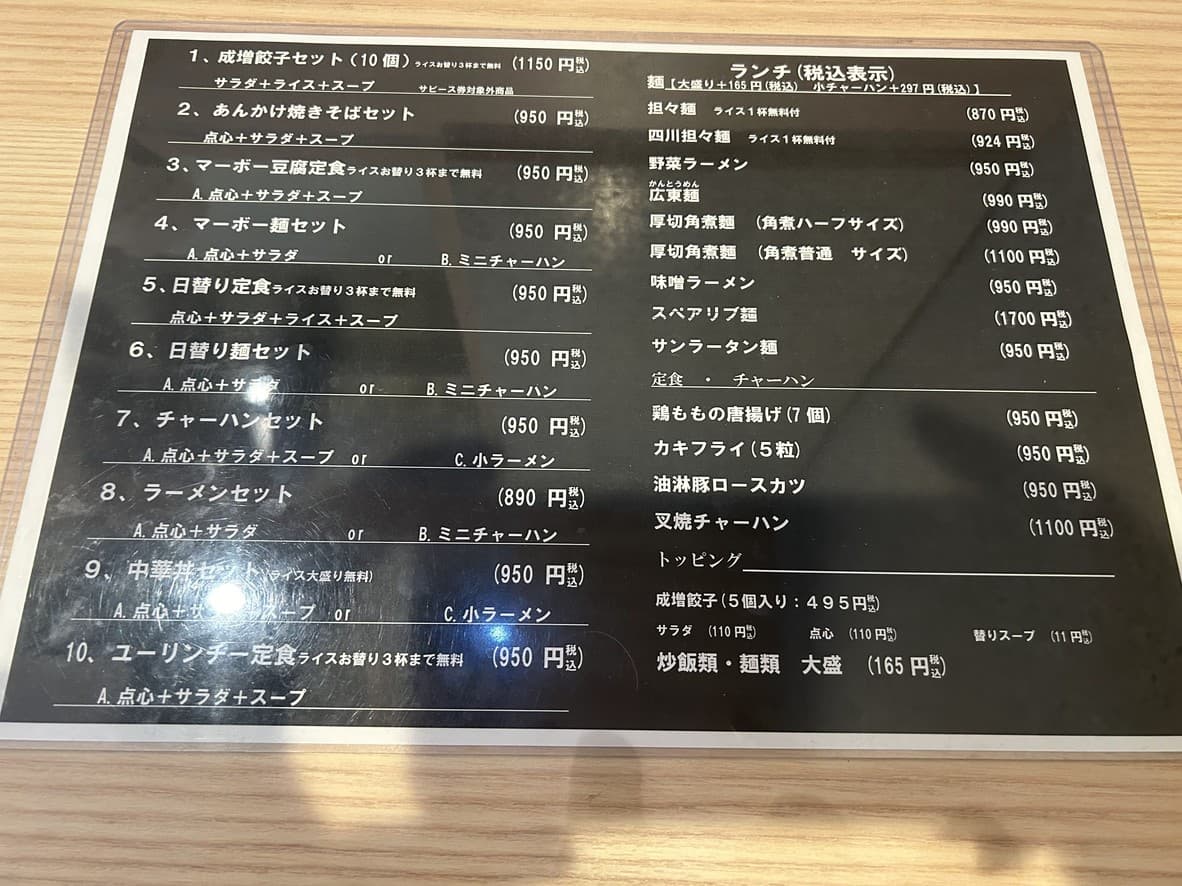 1、成増餃子セット(10個)ライスお替り3杯まで無料 (1150円税込)
サラダ+ライス+スープ サビース券対象外商品
2、あんかけ焼きそばセット (950 円税込)
点心+サラダ+スープ
3、マーボー豆腐定食ライスお替り3杯まで無料 (950 円税込)
A.点心+サラダ+スープ
4、マーボー麺セット (950 円税込)
A.点心+サラダ or B.ミニチャーハン
5、日替り定食ライスお替り3杯まで無料 (950 円税込)
点心+サラダ+ライス+スープ
6、日替り麺セット (950 円税込)
A.点心+サラダ or B.ミニチャーハン
7、チャーハンセット (950 円税込)
A.点心+サラダ+スープ or C.小ラーメン
8、ラーメンセット (890 円税込)
A.点心+サラダ or B.ミニチャーハン
9、中華丼セット(ライス大盛り無料) (950 円税込)
A.点心+サラダ+スープ or C.小ラーメン
10、ユーリンチー定食ライスお替り3杯まで無料 (950 円税込)
A.点心+サラダ+スープ
ランチ(税込表示)
麺【大盛り+165円(税込) 小チャーハン+297円(税込)】
担々麺 ライス1杯無料付 (870円税込)
四川担々麺 ライス1杯無料付 (924円税込)
野菜ラーメン (950円税込)
かんとうめん
広東麺 (990円税込)
厚切角煮麺 (角煮ハーフサイズ) (990円税込)
厚切角煮麺 (角煮普通 サイズ) (1100円税込)
味噌ラーメン (950円税込)
スペアリブ麺 (1700円税込)
サンラータン麺 (950円税込)
定食 ・ チャーハン
鶏ももの唐揚げ(7個) (950円税込)
カキフライ(5粒) (950円税込)
油淋豚ロースカツ (950円税込)
叉焼チャーハン (1100円税込)
トッピング
成増餃子(5個入り:495円税込)
サラダ (110円税込) 点心 (110円税込) 替りスープ (11円税込)
炒飯類・麺類 大盛 (165円税込)